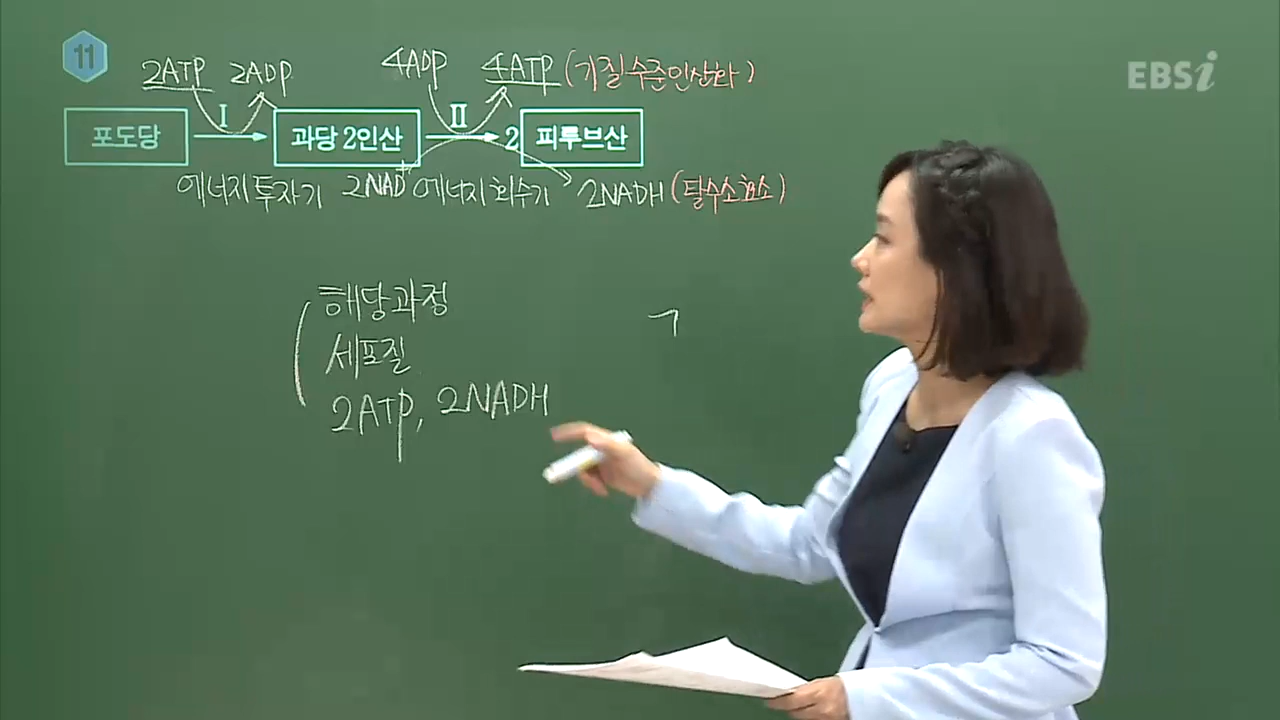 11
EBSi
2ATP 2ADP 4ADP 4ATP (기질수준인산화)
I II
포도당 과당 2인산 2 피루브산
에너지투자기 2NAD⁺ 에너지회수기 2NADH (탈수소효소)
해당과정
ㄱ
세포질
2ATP, 2NADH